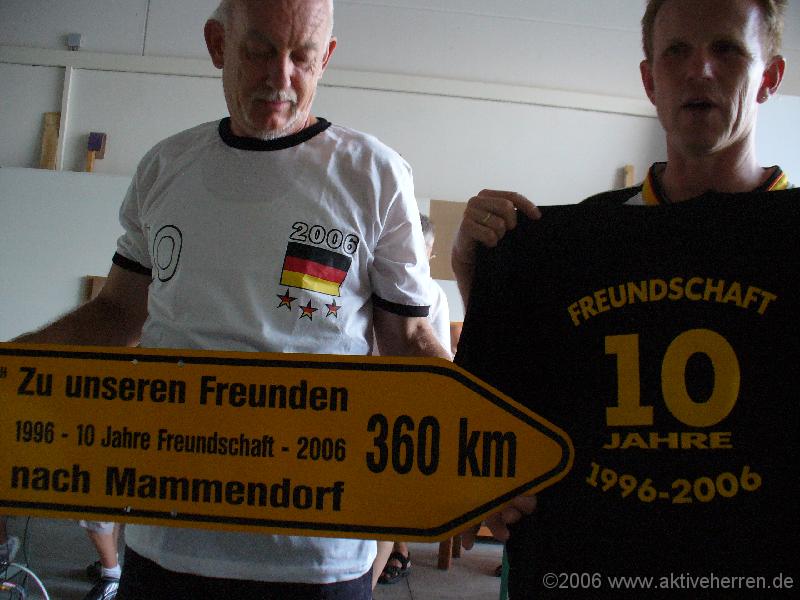 10
2006
Zu unseren Freunden
1996 - 10 Jahre Freundschaft - 2006
nach Mammendorf
360 km
FREUNDSCHAFT
10
JAHRE
1996-2006
©2006 www.aktiveherren.de